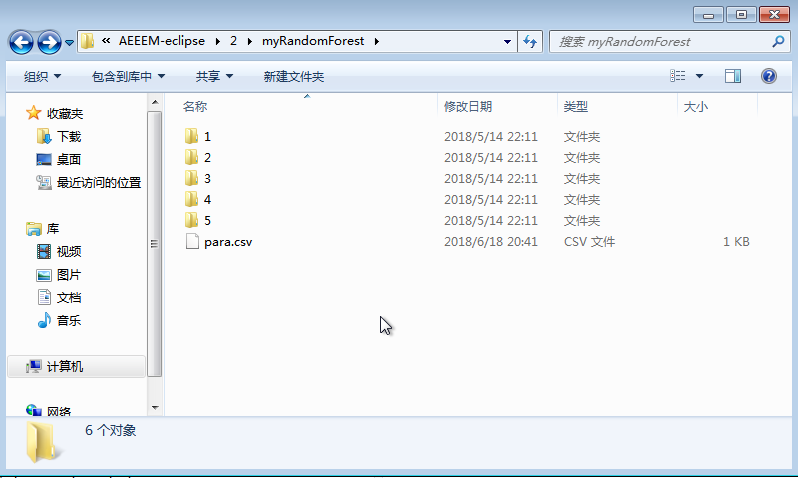 « AEEEM-eclipse ▸ 2 ▸ myRandomForest ▸
搜索 myRandomForest
组织 包含到库中 共享 新建文件夹
名称 修改日期 类型 大小
收藏夹
下载
桌面
最近访问的位置
库
视频
图片
文档
音乐
计算机
网络
1 2018/5/14 22:11 文件夹
2 2018/5/14 22:11 文件夹
3 2018/5/14 22:11 文件夹
4 2018/5/14 22:11 文件夹
5 2018/5/14 22:11 文件夹
para.csv 2018/6/18 20:41 CSV 文件 1 KB
6 个对象